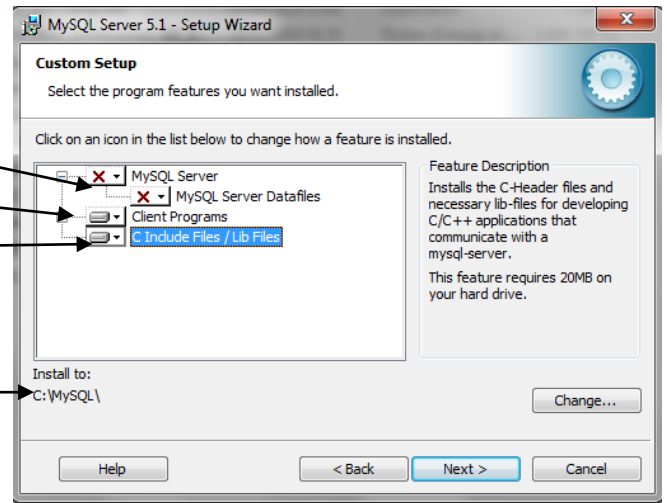 MySQL Server 5.1 - Setup Wizard
Custom Setup
Select the program features you want installed.
Click on an icon in the list below to change how a feature is installed.
MySQL Server
MySQL Server Datafiles
Client Programs
C Include Files / Lib Files
Feature Description
Installs the C-Header files and
necessary lib-files for developing
C/C++ applications that
communicate with a
mysql-server.
This feature requires 20MB on
your hard drive.
Install to:
C:\MySQL\
Change...
Help
< Back
Next >
Cancel